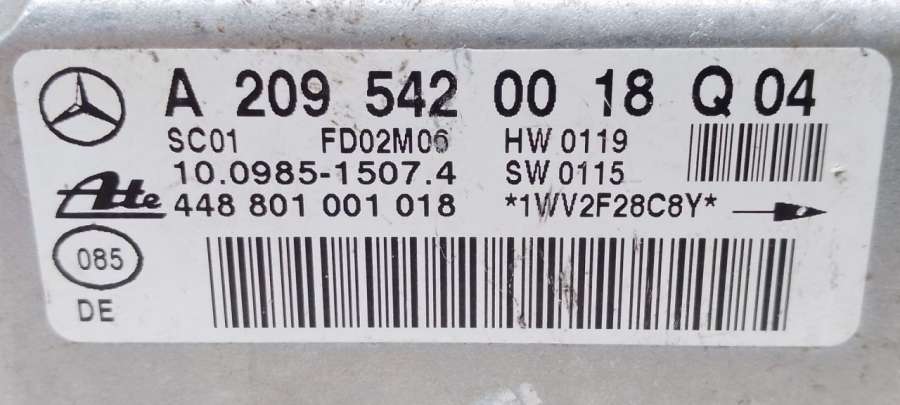 A 209 542 00 18 Q 04
SC01 FD02M06 HW 0119
10.0985-1507.4 SW 0115
Ate 448 801 001 018 *1WV2F28C8Y*
085
DE